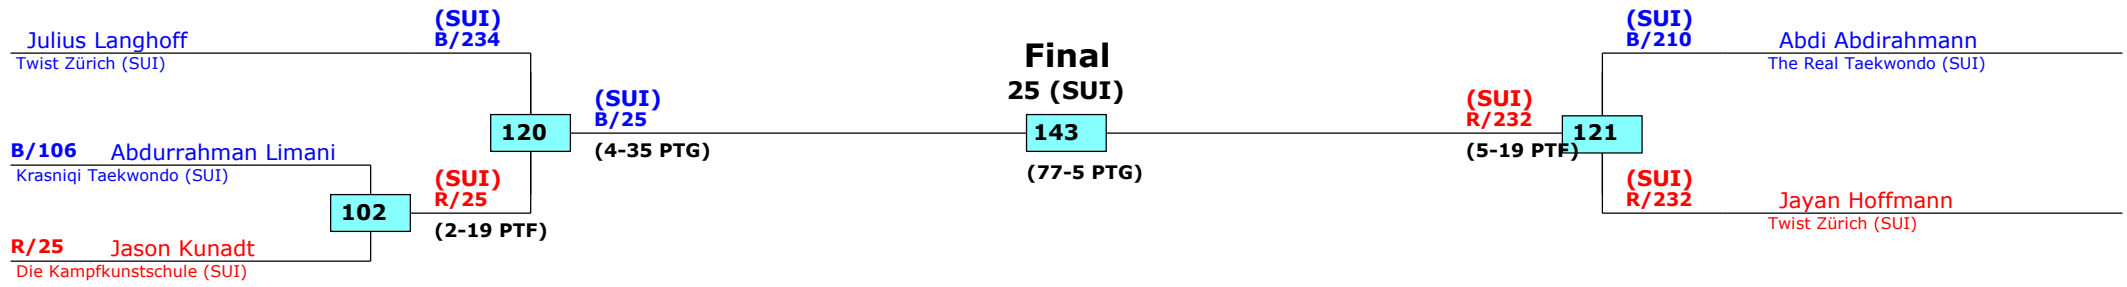 (SUI)
B/234
Julius Langhoff
Twist Zürich (SUI)
B/106 Abdurrahman Limani
Krasniqi Taekwondo (SUI)
102
R/25 Jason Kunadt
Die Kampfkunstschule (SUI)
(SUI)
R/25
(2-19 PTF)
120
(SUI)
B/25
(4-35 PTG)
Final
25 (SUI)
143
(77-5 PTG)
(SUI)
R/232
(5-19 PTF)
121
(SUI)
B/210
Abdi Abdirahmann
The Real Taekwondo (SUI)
(SUI)
R/232
Jayan Hoffmann
Twist Zürich (SUI)